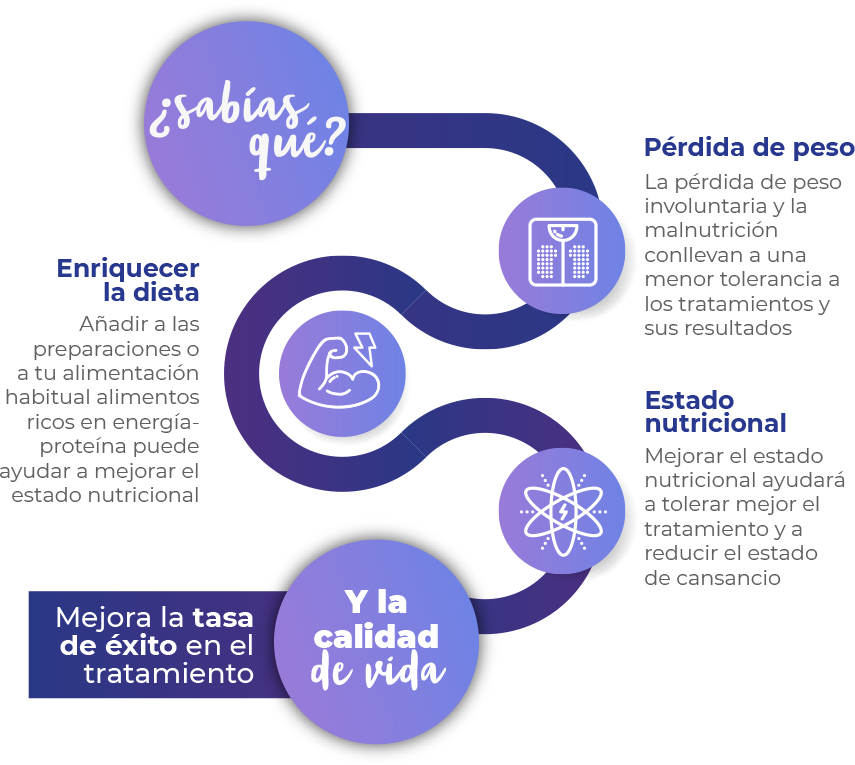 ¿sabías
qué?
Pérdida de peso
La pérdida de peso
involuntaria y la
malnutrición
conllevan a una
menor tolerancia a
los tratamientos y
sus resultados
Enriquecer
la dieta
Añadir a las
preparaciones o
a tu alimentación
habitual alimentos
ricos en energía-
proteína puede
ayudar a mejorar el
estado nutricional
Estado
nutricional
Mejorar el estado
nutricional ayudará
a tolerar mejor el
tratamiento y a
reducir el estado
de cansancio
Mejora la tasa
de éxito en el
tratamiento
Y la
calidad
de vida